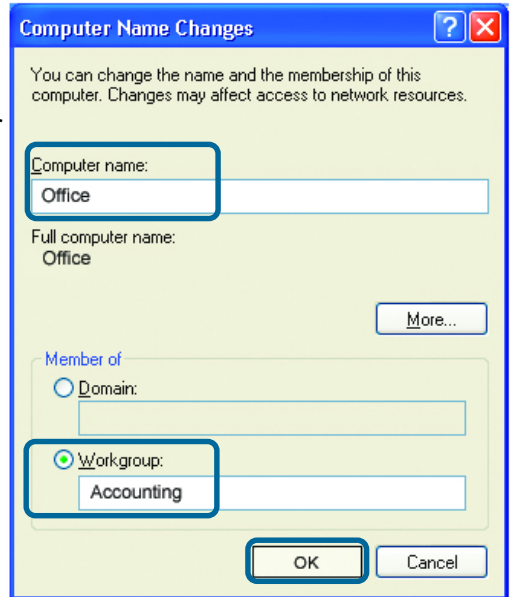 Computer Name Changes
You can change the name and the membership of this
computer. Changes may affect access to network resources.
Computer name:
Office
Full computer name:
Office
More...
Member of
Domain:
Workgroup:
Accounting
OK Cancel